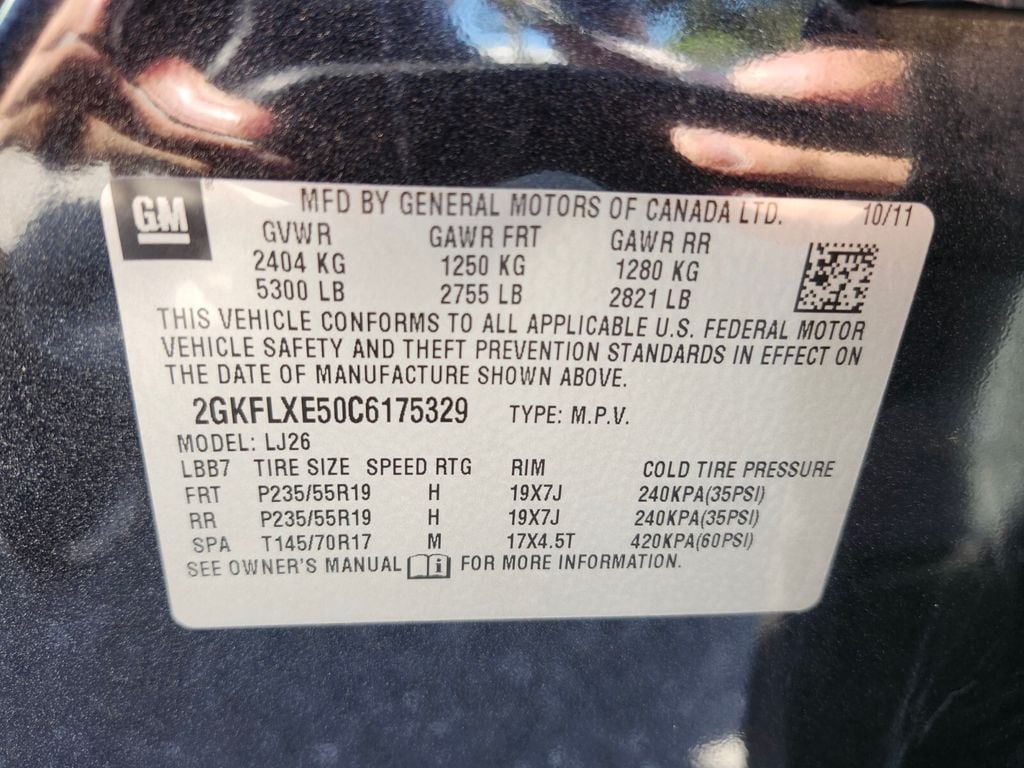 GM
MFD BY GENERAL MOTORS OF CANADA LTD. 10/11
GVWR GAWR FRT GAWR RR
2404 KG 1250 KG 1280 KG
5300 LB 2755 LB 2821 LB
THIS VEHICLE CONFORMS TO ALL APPLICABLE U.S. FEDERAL MOTOR
VEHICLE SAFETY AND THEFT PREVENTION STANDARDS IN EFFECT ON
THE DATE OF MANUFACTURE SHOWN ABOVE.
2GKFLXE50C6175329 TYPE: M.P.V.
MODEL: LJ26
LBB7 TIRE SIZE SPEED RTG RIM COLD TIRE PRESSURE
FRT P235/55R19 H 19X7J 240KPA(35PSI)
RR P235/55R19 H 19X7J 240KPA(35PSI)
SPA T145/70R17 M 17X4.5T 420KPA(60PSI)
SEE OWNER'S MANUAL i FOR MORE INFORMATION.